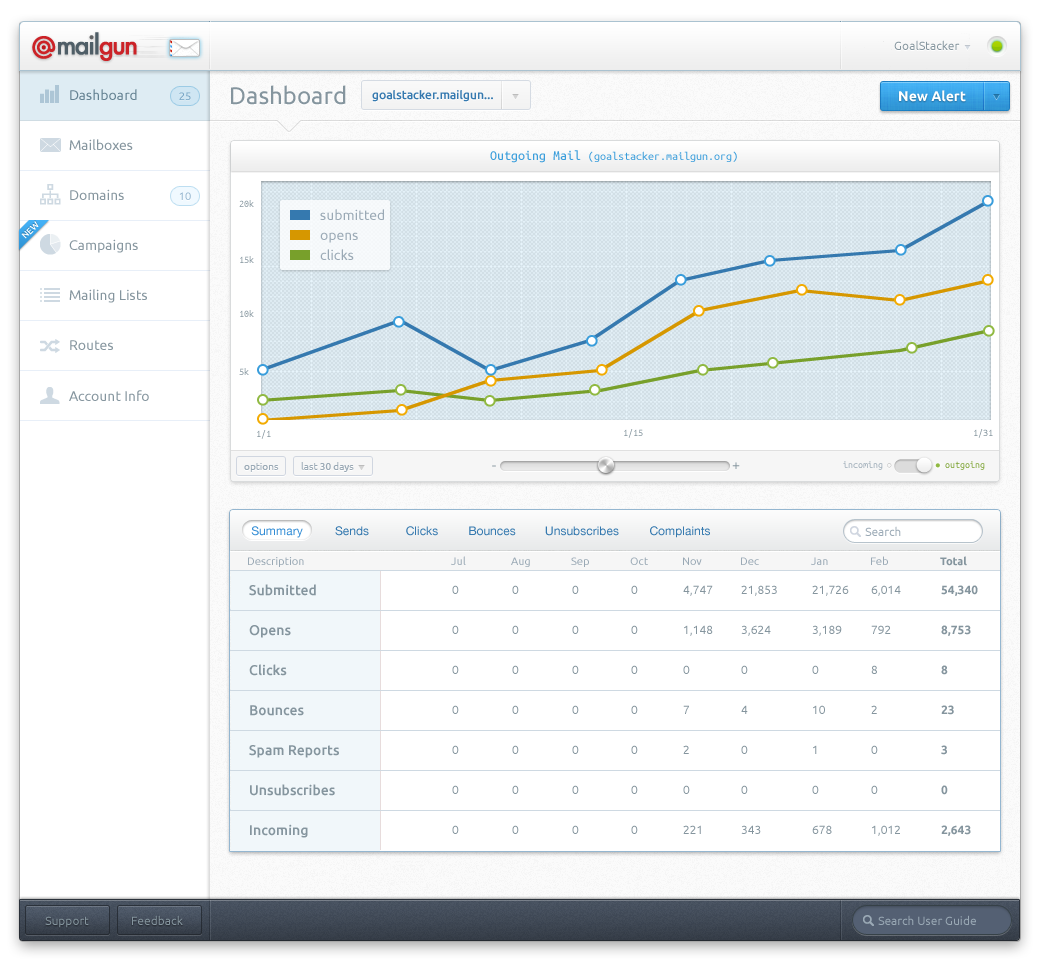 @mailgun
GoalStacker
Dashboard 25
Mailboxes
Domains 10
NEW
Campaigns
Mailing Lists
Routes
Account Info
Dashboard goalstacker.mailgun... New Alert
Outgoing Mail (goalstacker.mailgun.org)
20k
15k
10k
5k
submitted
opens
clicks
1/1 1/15 1/31
options last 30 days - + incoming outgoing
Summary Sends Clicks Bounces Unsubscribes Complaints Search
Description Jul Aug Sep Oct Nov Dec Jan Feb Total
Submitted 0 0 0 0 4,747 21,853 21,726 6,014 54,340
Opens 0 0 0 0 1,148 3,624 3,189 792 8,753
Clicks 0 0 0 0 0 0 0 8 8
Bounces 0 0 0 0 7 4 10 2 23
Spam Reports 0 0 0 0 2 0 1 0 3
Unsubscribes 0 0 0 0 0 0 0 0 0
Incoming 0 0 0 0 221 343 678 1,012 2,643
Support Feedback Search User Guide